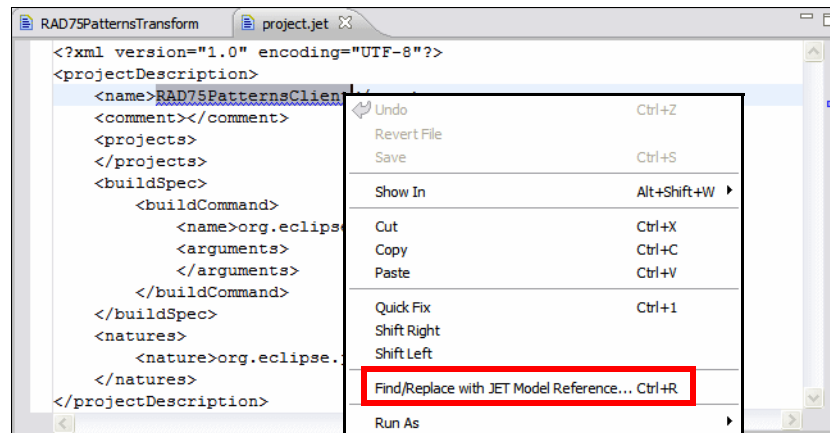 RAD75PatternsTransform project.jet
<?xml version="1.0" encoding="UTF-8"?>
<projectDescription>
<name>RAD75PatternsClient
<comment></comment>
<projects>
</projects>
<buildSpec>
<buildCommand>
<name>org.eclipse
<arguments>
</arguments>
</buildCommand>
</buildSpec>
<natures>
<nature>org.eclipse.
</natures>
</projectDescription>
Undo Ctrl+Z
Revert File
Save Ctrl+S
Show In Alt+Shift+W
Cut Ctrl+X
Copy Ctrl+C
Paste Ctrl+V
Quick Fix Ctrl+1
Shift Right
Shift Left
Find/Replace with JET Model Reference... Ctrl+R
Run As